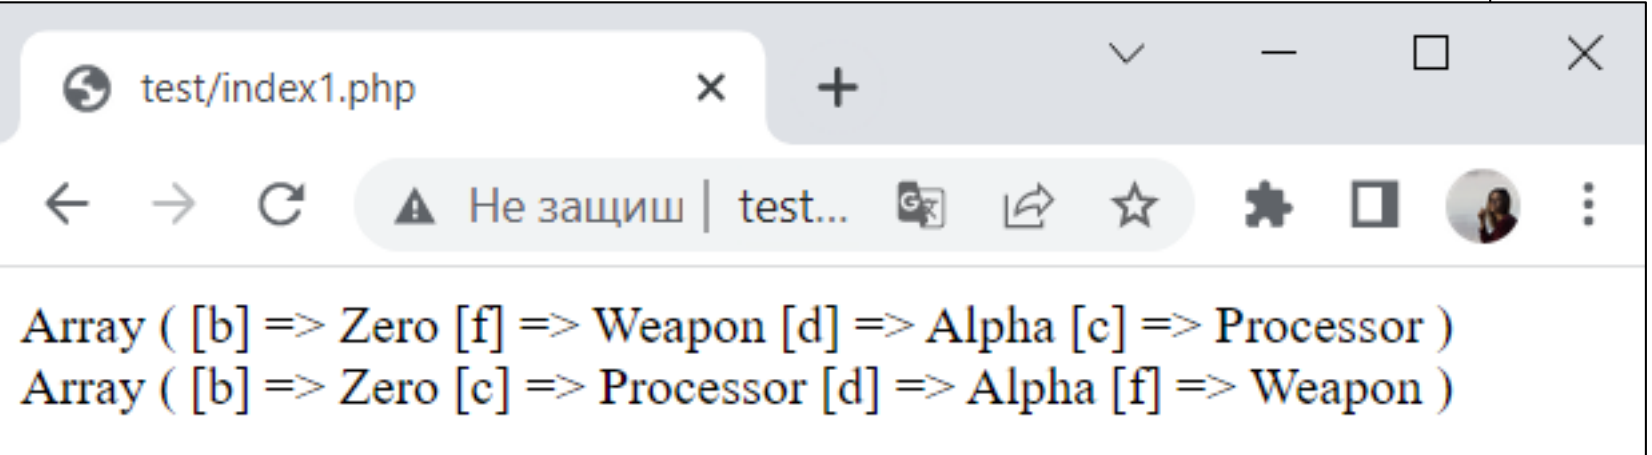 test/index1.php
Не защищ | test...
Array ( [b] => Zero [f] => Weapon [d] => Alpha [c] => Processor )
Array ( [b] => Zero [c] => Processor [d] => Alpha [f] => Weapon )